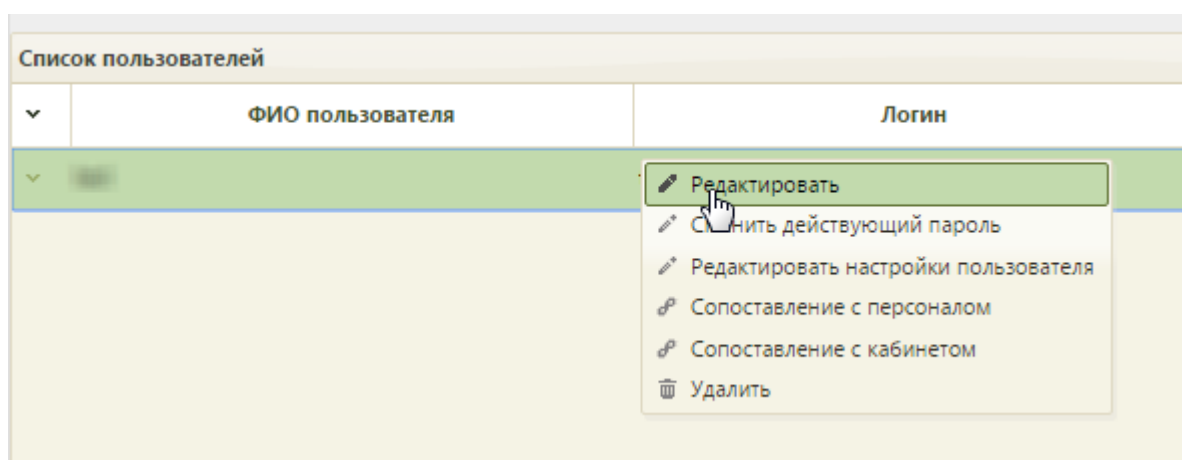 Список пользователей
ФИО пользователя Логин
Редактировать
Сменить действующий пароль
Редактировать настройки пользователя
Сопоставление с персоналом
Сопоставление с кабинетом
Удалить